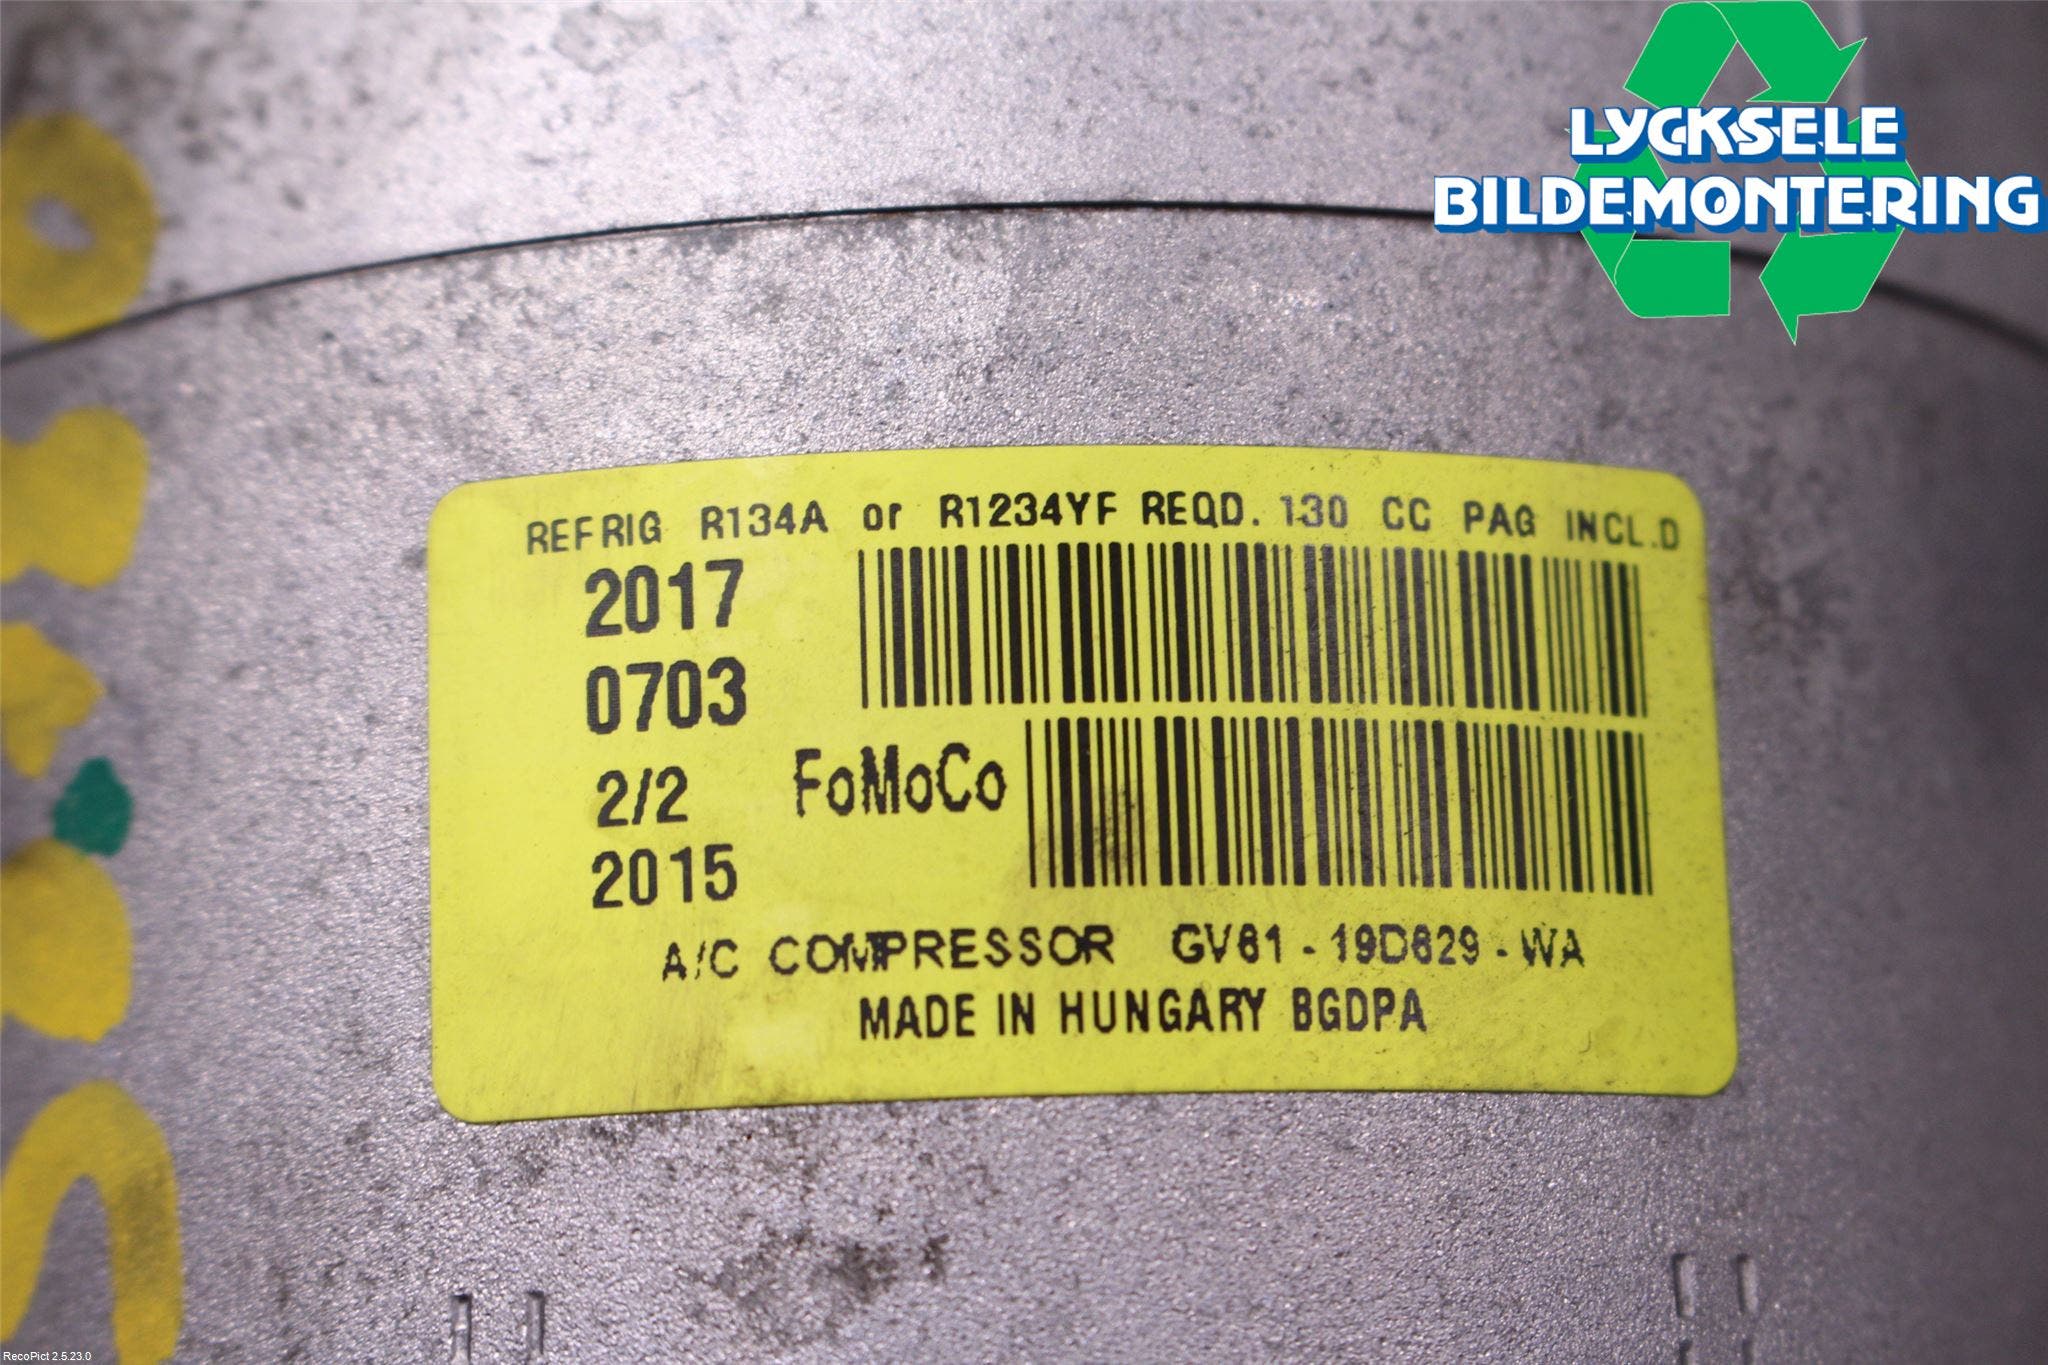 LYCKSELE
BILDEMONTERING
REFRIG R134A or R1234YF REQD. 130 CC PAG INCL.D
2017
0703
2/2
FoMoCo
2015
A/C COMPRESSOR GV61-19D629-WA
MADE IN HUNGARY BGDPA
RecoPict 2.5.23.0